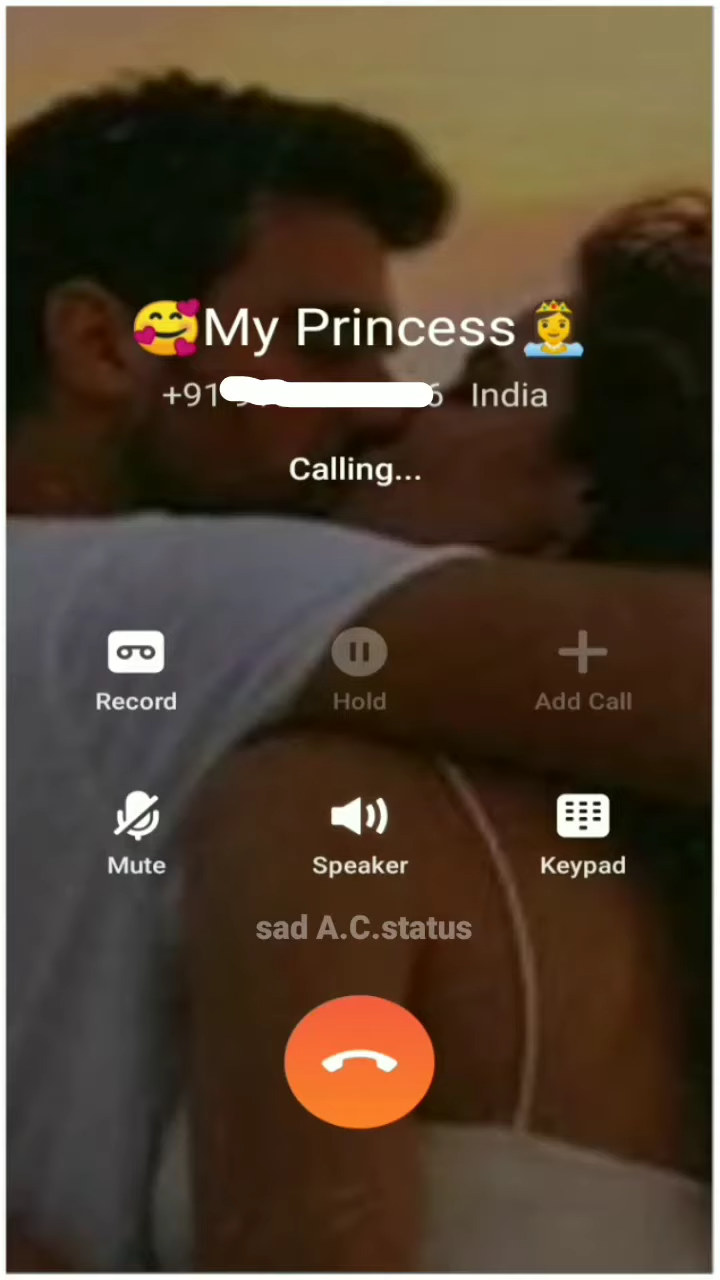 🥰My Princess👸
+91 6 India
Calling...
Record Hold Add Call
Mute Speaker Keypad
sad A.C.status